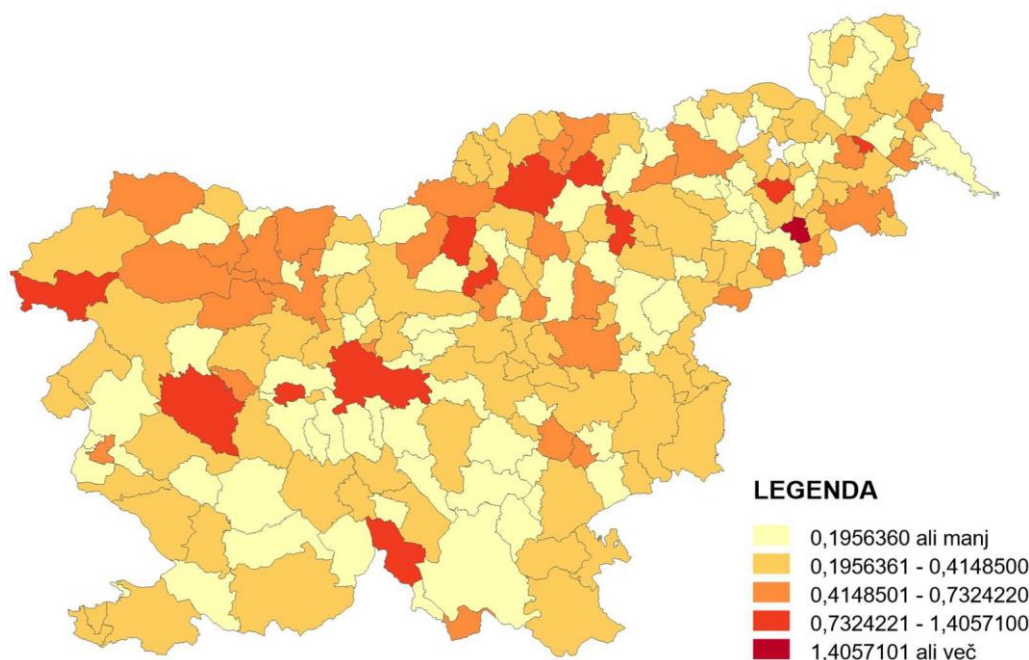 LEGENDA
0,1956360 ali manj
0,1956361 - 0,4148500
0,4148501 - 0,7324220
0,7324221 - 1,4057100
1,4057101 ali več